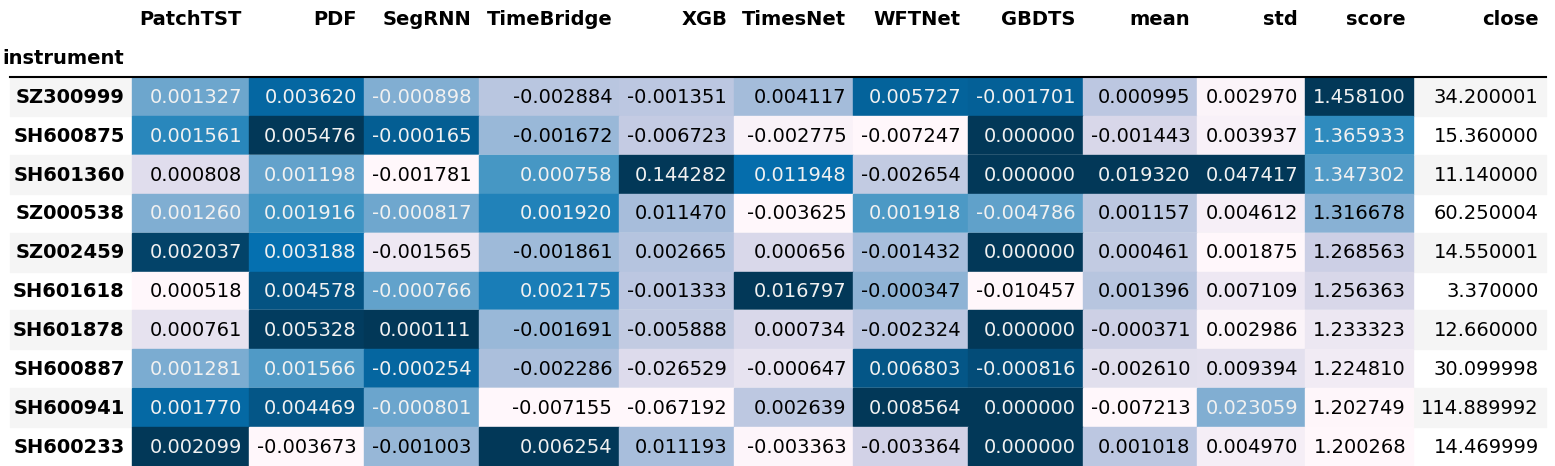 PatchTST PDF SegRNN TimeBridge XGB TimesNet WFTNet GBDTS mean std score close
instrument
SZ300999 0.001327 0.003620 -0.000898 -0.002884 -0.001351 0.004117 0.005727 -0.001701 0.000995 0.002970 1.458100 34.200001
SH600875 0.001561 0.005476 -0.000165 -0.001672 -0.006723 -0.002775 -0.007247 0.000000 -0.001443 0.003937 1.365933 15.360000
SH601360 0.000808 0.001198 -0.001781 0.000758 0.144282 0.011948 -0.002654 0.000000 0.019320 0.047417 1.347302 11.140000
SZ000538 0.001260 0.001916 -0.000817 0.001920 0.011470 -0.003625 0.001918 -0.004786 0.001157 0.004612 1.316678 60.250004
SZ002459 0.002037 0.003188 -0.001565 -0.001861 0.002665 0.000656 -0.001432 0.000000 0.000461 0.001875 1.268563 14.550001
SH601618 0.000518 0.004578 -0.000766 0.002175 -0.001333 0.016797 -0.000347 -0.010457 0.001396 0.007109 1.256363 3.370000
SH601878 0.000761 0.005328 0.000111 -0.001691 -0.005888 0.000734 -0.002324 0.000000 -0.000371 0.002986 1.233323 12.660000
SH600887 0.001281 0.001566 -0.000254 -0.002286 -0.026529 -0.000647 0.006803 -0.000816 -0.002610 0.009394 1.224810 30.099998
SH600941 0.001770 0.004469 -0.000801 -0.007155 -0.067192 0.002639 0.008564 0.000000 -0.007213 0.023059 1.202749 114.889992
SH600233 0.002099 -0.003673 -0.001003 0.006254 0.011193 -0.003363 -0.003364 0.000000 0.001018 0.004970 1.200268 14.469999